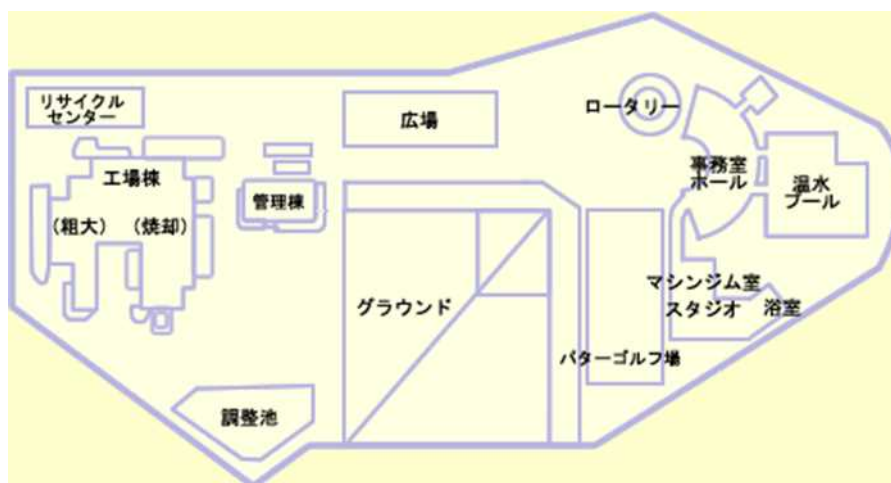 リサイクル
センター
広場
ロータリー
工場棟
(粗大)
(焼却)
管理棟
事務室
ホール
温水
プール
グラウンド
マシンジム室
スタジオ
浴室
パターゴルフ場
調整池